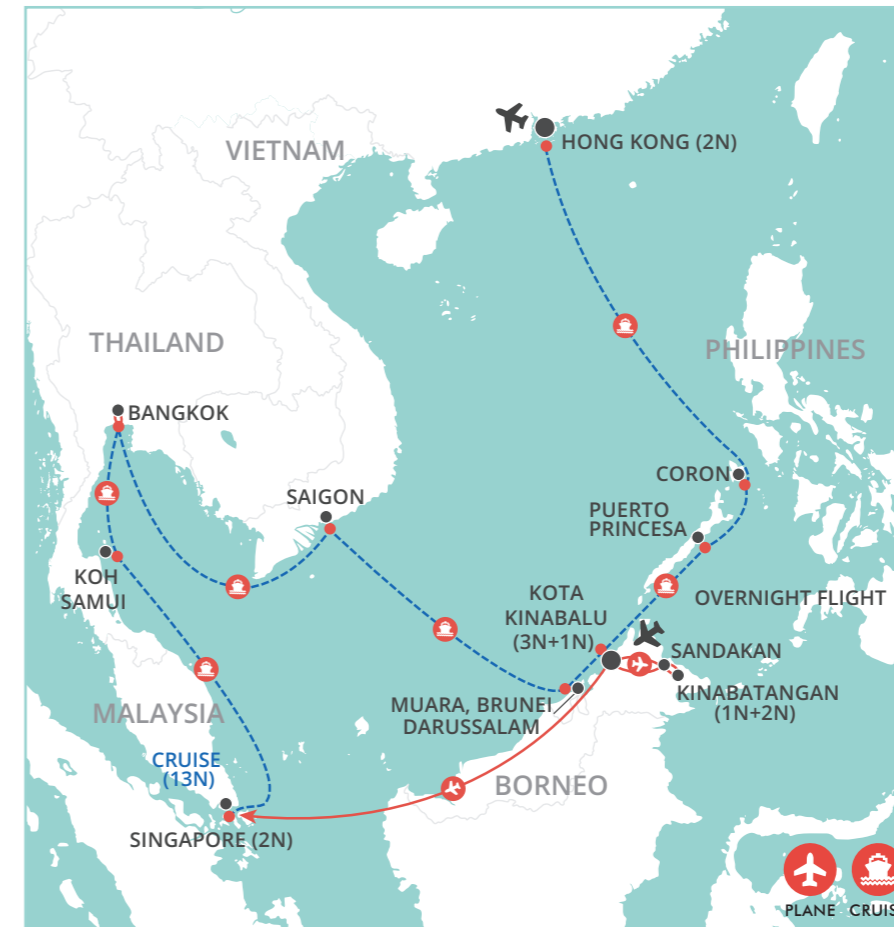 VIETNAM
HONG KONG (2N)
THAILAND
PHILIPPINES
BANGKOK
CORON
SAIGON
PUERTO
PRINCESA
KOH
SAMUI
KOTA
KINABALU
(3N+1N)
OVERNIGHT FLIGHT
SANDAKAN
KINABATANGAN
(1N+2N)
MUARA, BRUNEI
DARUSSALAM
MALAYSIA
CRUISE
(13N)
BORNEO
SINGAPORE (2N)
PLANE
CRUIS